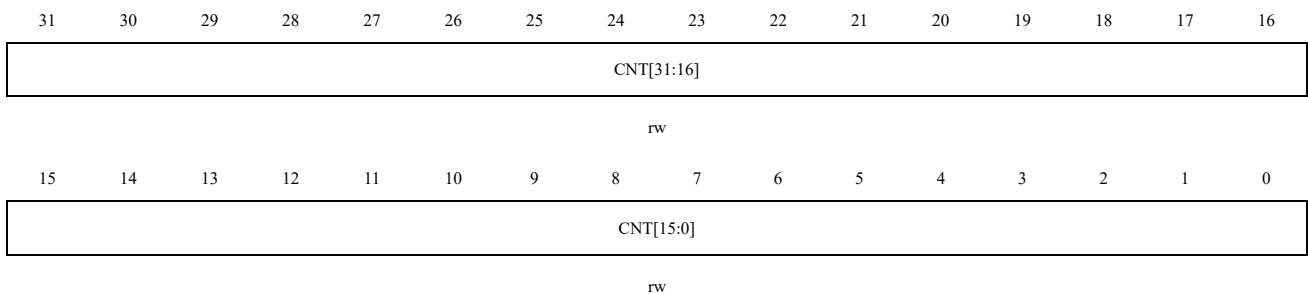 31 30 29 28 27 26 25 24 23 22 21 20 19 18 17 16
CNT[31:16]
rw
15 14 13 12 11 10 9 8 7 6 5 4 3 2 1 0
CNT[15:0]
rw